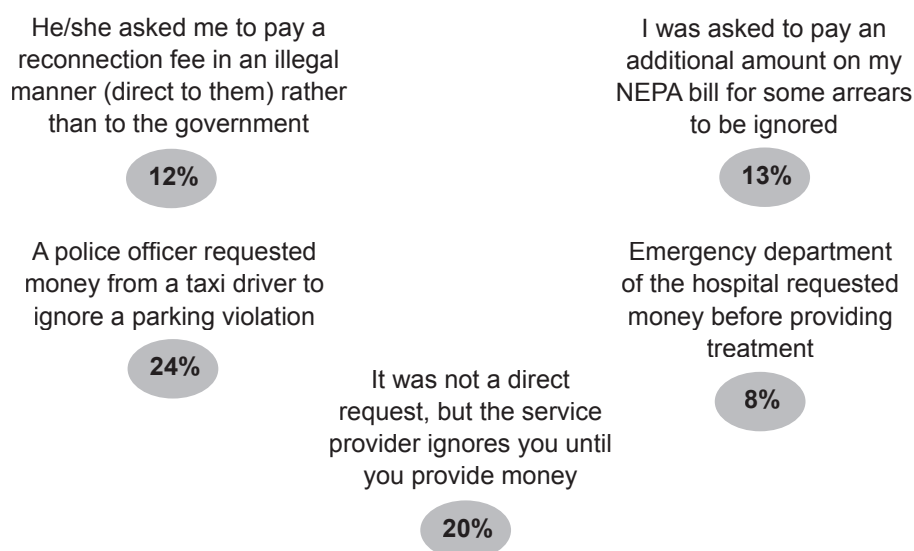 He/she asked me to pay a
reconnection fee in an illegal
manner (direct to them) rather
than to the government
12%
I was asked to pay an
additional amount on my
NEPA bill for some arrears
to be ignored
13%
A police officer requested
money from a taxi driver to
ignore a parking violation
24%
Emergency department
of the hospital requested
money before providing
treatment
8%
It was not a direct
request, but the service
provider ignores you until
you provide money
20%